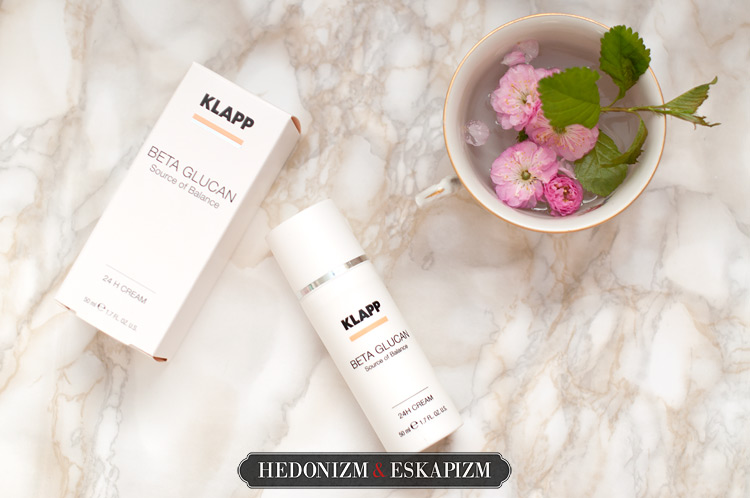 KLAPP
BETA GLUCAN
Source of Balance
24 H CREAM
50 ml ℮ 1.7 FL.OZ. U.S.
KLAPP
BETA GLUCAN
Source of Balance
24H CREAM
50 ml ℮ 1.7 FL.OZ. U.S.
HEDONIZM & ESKAPIZM